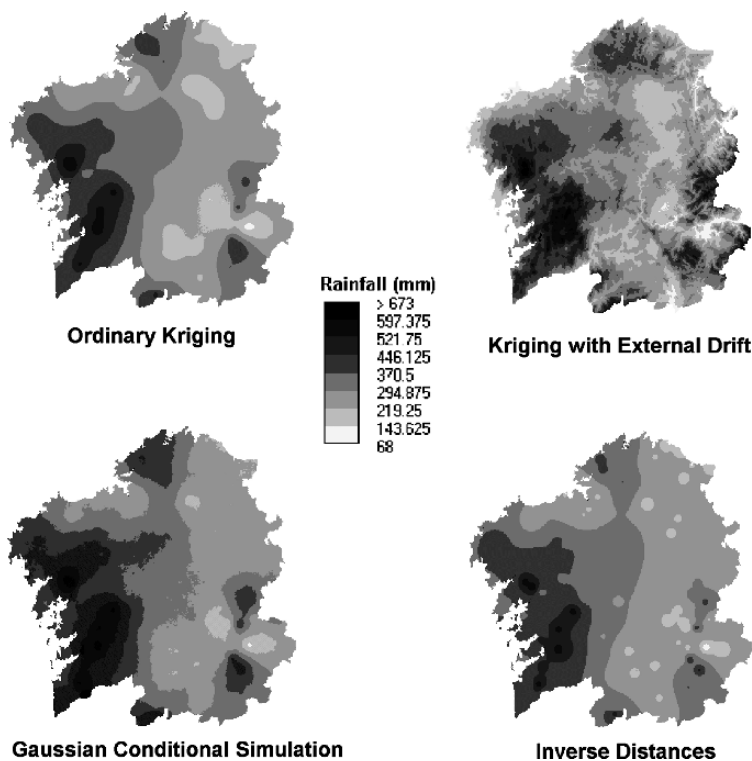 Rainfall (mm)
> 673
597.375
521.75
446.125
370.5
294.875
219.25
143.625
68
Ordinary Kriging
Kriging with External Drift
Gaussian Conditional Simulation
Inverse Distances